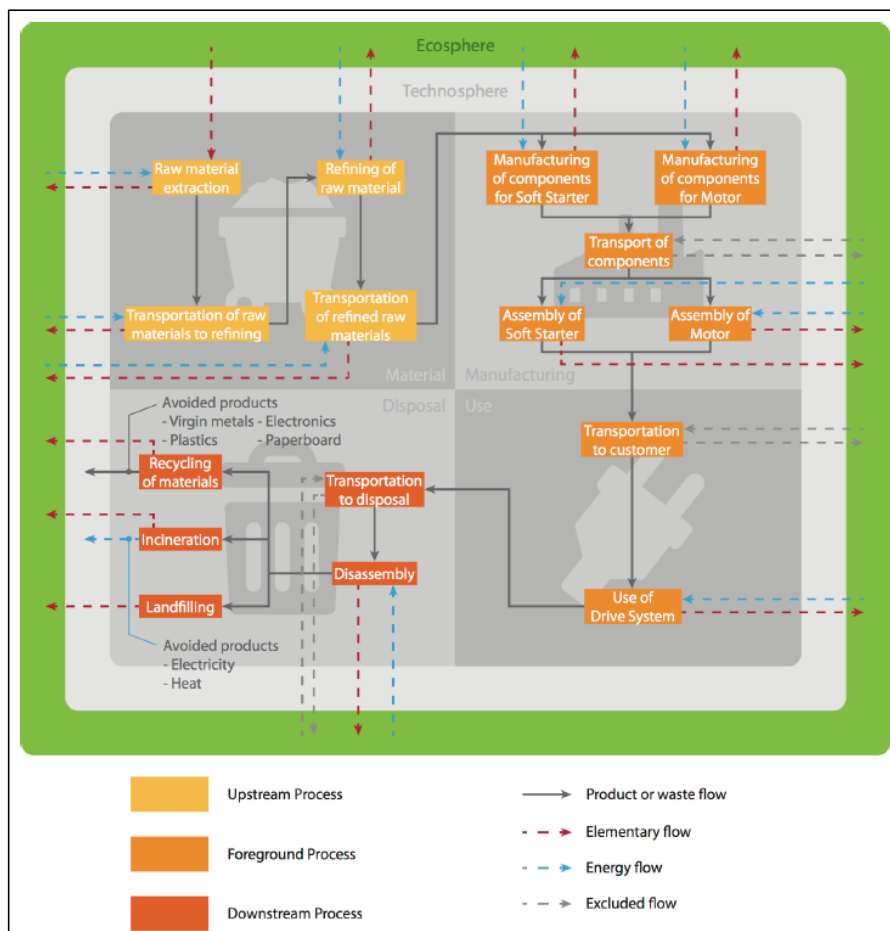 Ecosphere
Technosphere
Raw material
extraction
Refining of
raw material
Manufacturing
of components
for Soft Starter
Manufacturing
of components
for Motor
Transport of
components
Transportation of raw
materials to refining
Transportation
of refined raw
materials
Assembly of
Soft Starter
Assembly of
Motor
Material
Manufacturing
Disposal
Use
Avoided products
- Virgin metals - Electronics
- Plastics - Paperboard
Recycling
of materials
Transportation
to disposal
Transportation
to customer
Incineration
Disassembly
Landfilling
Use of
Drive System
Avoided products
- Electricity
- Heat
Upstream Process
Foreground Process
Downstream Process
Product or waste flow
Elementary flow
Energy flow
Excluded flow